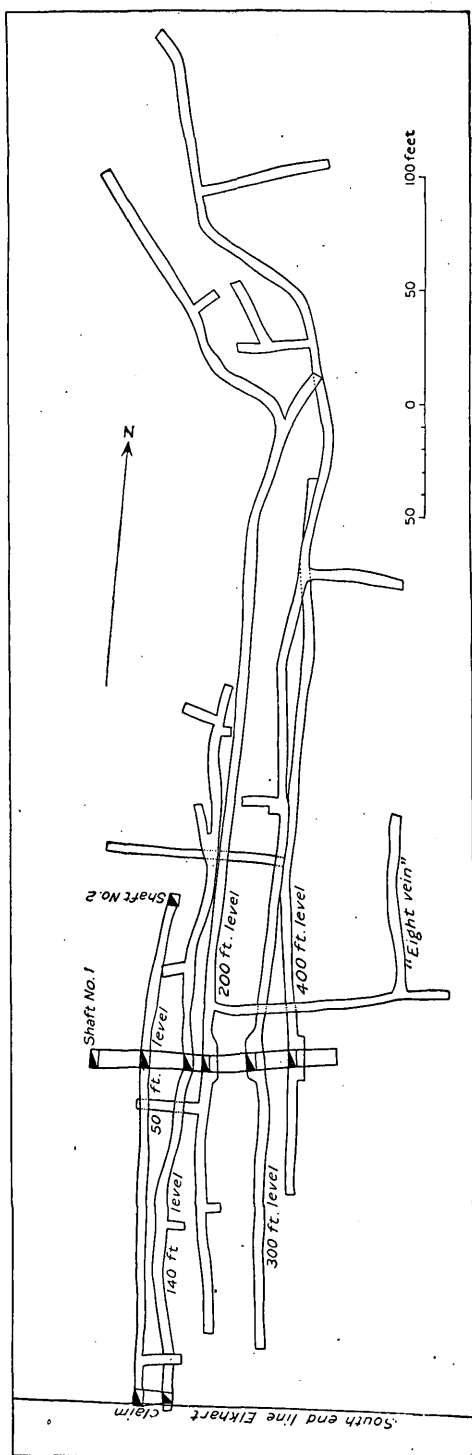 South end line Elkhart claim
Shaft No.1
Shaft No.2
50 ft. level
140 ft level
200 ft. level
300 ft. level
400 ft. level
"Eight vein"
N
50 0 50 100 feet